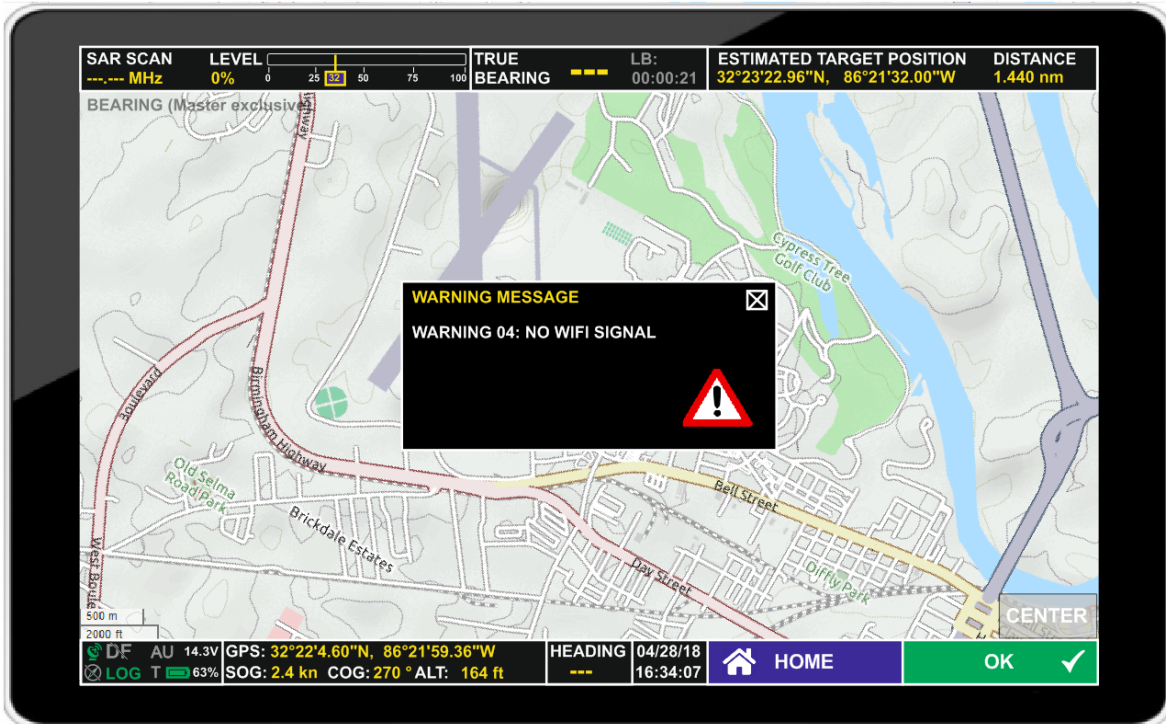 SAR SCAN LEVEL TRUE LB: ESTIMATED TARGET POSITION DISTANCE
---.--- MHz 0% 0 25 32 50 75 100 BEARING --- 00:00:21 32°23'22.96"N, 86°21'32.00"W 1.440 nm
BEARING (Master exclusive)
Highway
Cypress Tree
Golf Club
WARNING MESSAGE
WARNING 04: NO WIFI SIGNAL
Boulevard
Birmingham Highway
Old Selma
Road Park
Brickdale Estates
Bell Street
West Boule
Day Street
Diffly Park
500 m
2000 ft
CENTER
DF AU 14.3V GPS: 32°22'4.60"N, 86°21'59.36"W HEADING 04/28/18 HOME OK
LOG T 63% SOG: 2.4 kn COG: 270 ° ALT: 164 ft --- 16:34:07